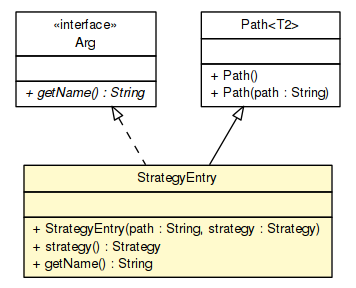 «interface»
Arg
+ getName() : String
Path<T2>
+ Path()
+ Path(path : String)
StrategyEntry
+ StrategyEntry(path : String, strategy : Strategy)
+ strategy() : Strategy
+ getName() : String